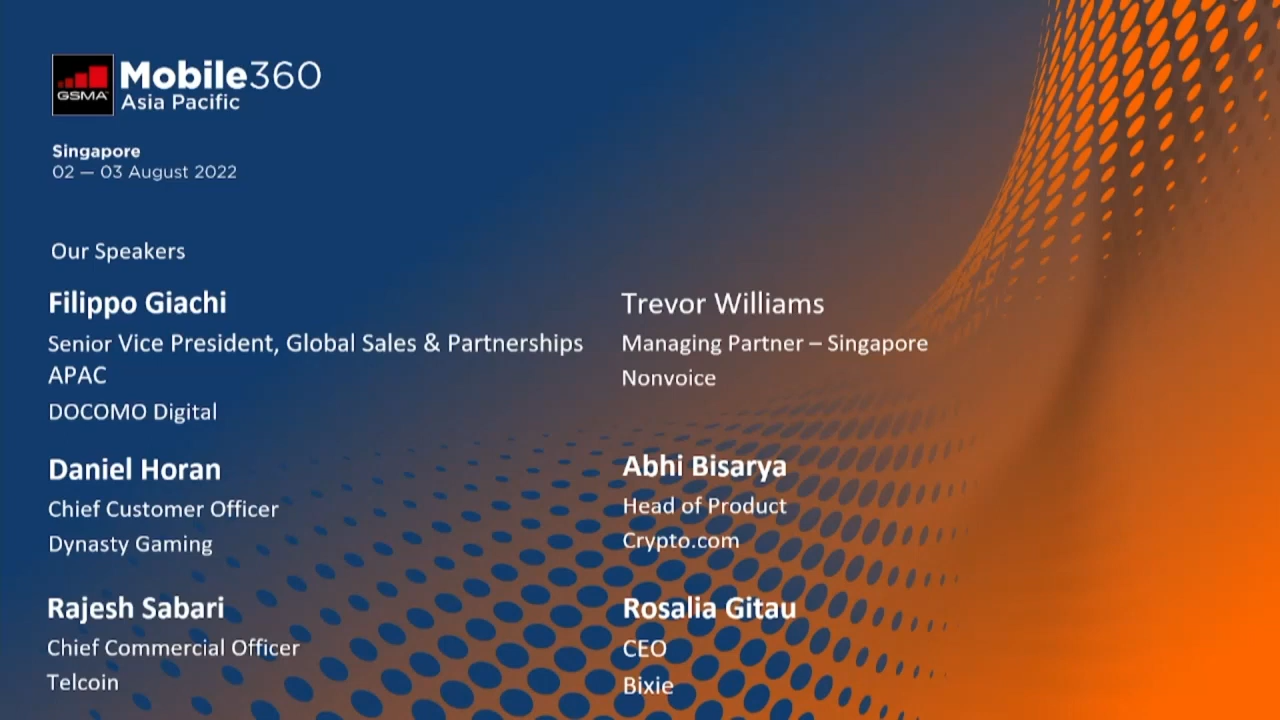 GSMA
Mobile360
Asia Pacific
Singapore
02 — 03 August 2022
Our Speakers
Filippo Giachi
Senior Vice President, Global Sales & Partnerships
APAC
DOCOMO Digital
Trevor Williams
Managing Partner – Singapore
Nonvoice
Daniel Horan
Chief Customer Officer
Dynasty Gaming
Abhi Bisarya
Head of Product
Crypto.com
Rajesh Sabari
Chief Commercial Officer
Telcoin
Rosalia Gitau
CEO
Bixie